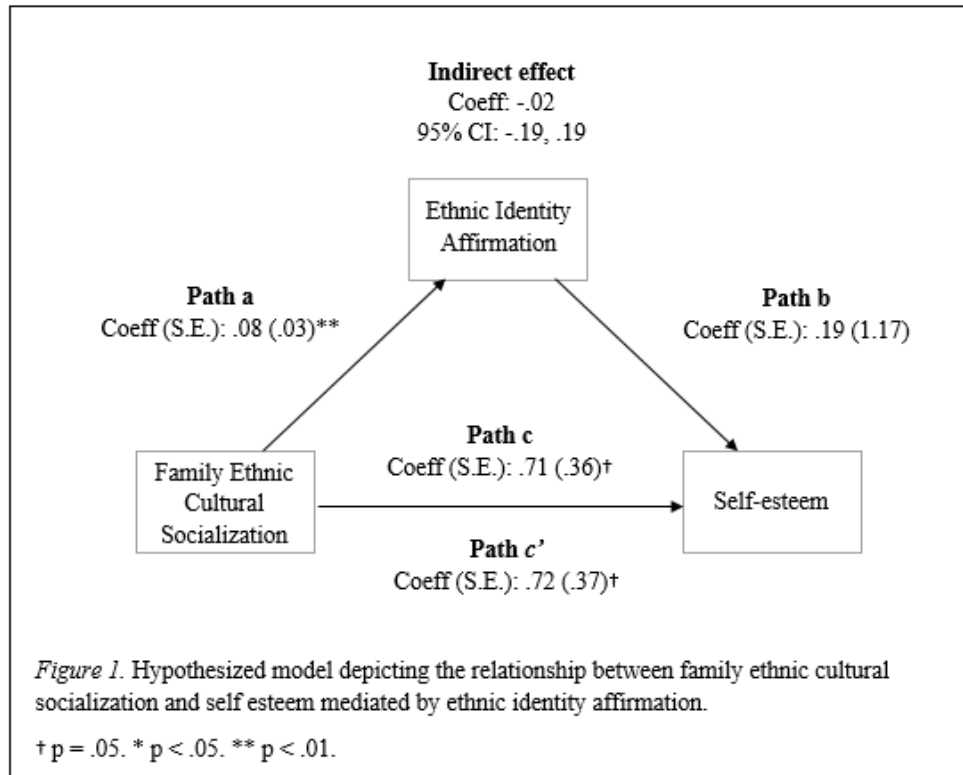 Indirect effect
Coeff: -.02
95% CI: -.19, .19
Ethnic Identity
Affirmation
Path a
Coeff (S.E.): .08 (.03)**
Path b
Coeff (S.E.): .19 (1.17)
Path c
Coeff (S.E.): .71 (.36)†
Family Ethnic
Cultural
Socialization
Self-esteem
Path c’
Coeff (S.E.): .72 (.37)†
Figure 1. Hypothesized model depicting the relationship between family ethnic cultural
socialization and self esteem mediated by ethnic identity affirmation.
† p = .05. * p < .05. ** p < .01.